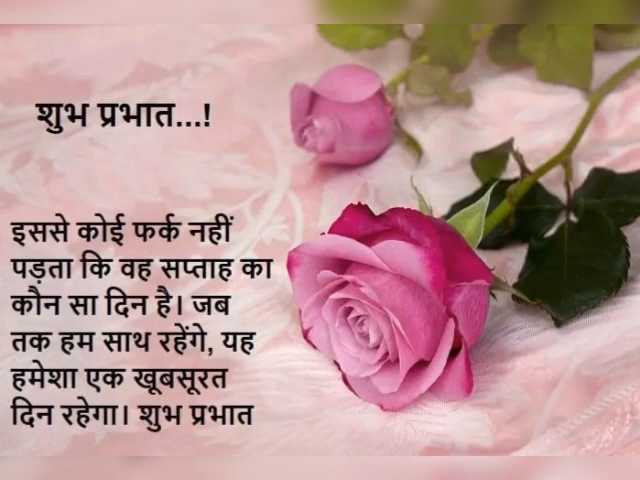 शुभ प्रभात...!
इससे कोई फर्क नहीं
पड़ता कि वह सप्ताह का
कौन सा दिन है। जब
तक हम साथ रहेंगे, यह
हमेशा एक खूबसूरत
दिन रहेगा। शुभ प्रभात